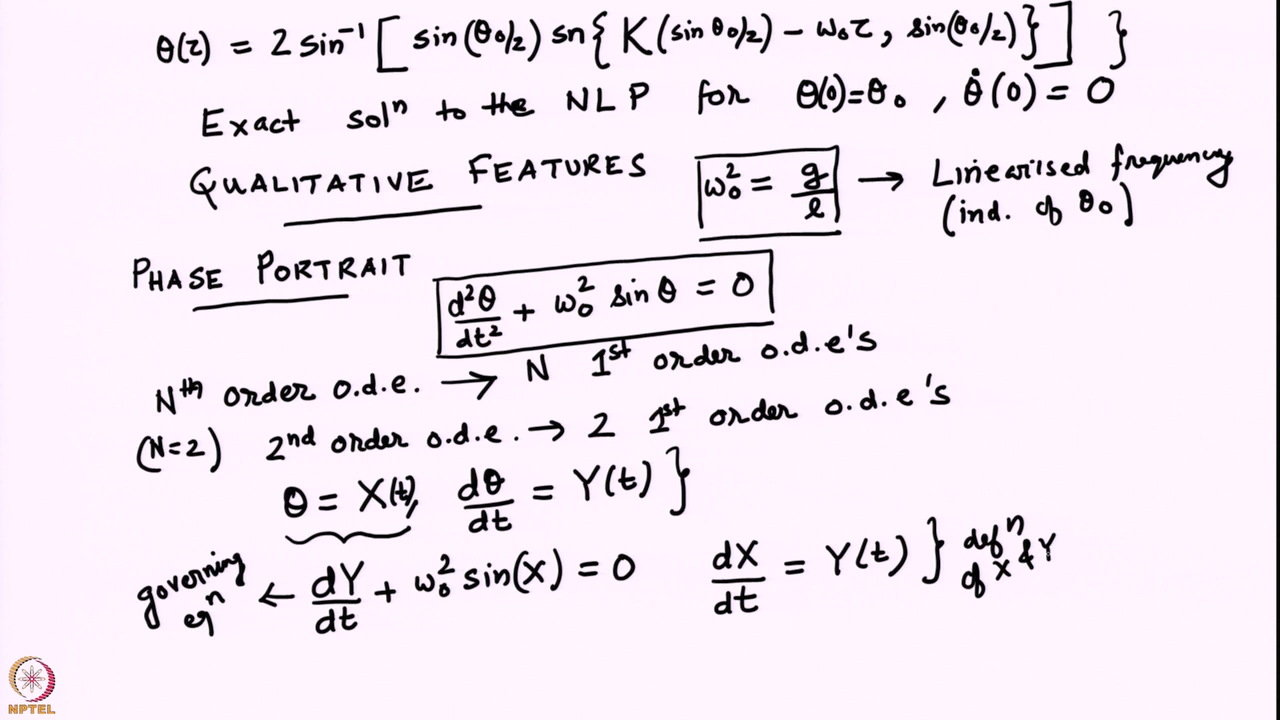 θ(τ) = 2 sin⁻¹ [ sin(θ₀/2) sn{ K(sin θ₀/2) − ω₀τ, sin(θ₀/2) } ] }
Exact solⁿ to the NLP for θ(0)=θ₀ , θ̇(0) = 0
QUALITATIVE FEATURES
ω₀² = g/l → Linearised frequency
(ind. of θ₀)
PHASE PORTRAIT
d²θ/dt² + ω₀² sin θ = 0
Nᵗʰ order o.d.e. → N 1ˢᵗ order o.d.e's
(N=2) 2ⁿᵈ order o.d.e. → 2 1ˢᵗ order o.d.e's
θ = X(t), dθ/dt = Y(t) }
governing eqⁿ ← dY/dt + ω₀² sin(X) = 0 dX/dt = Y(t) } defⁿ of X & Y
NPTEL